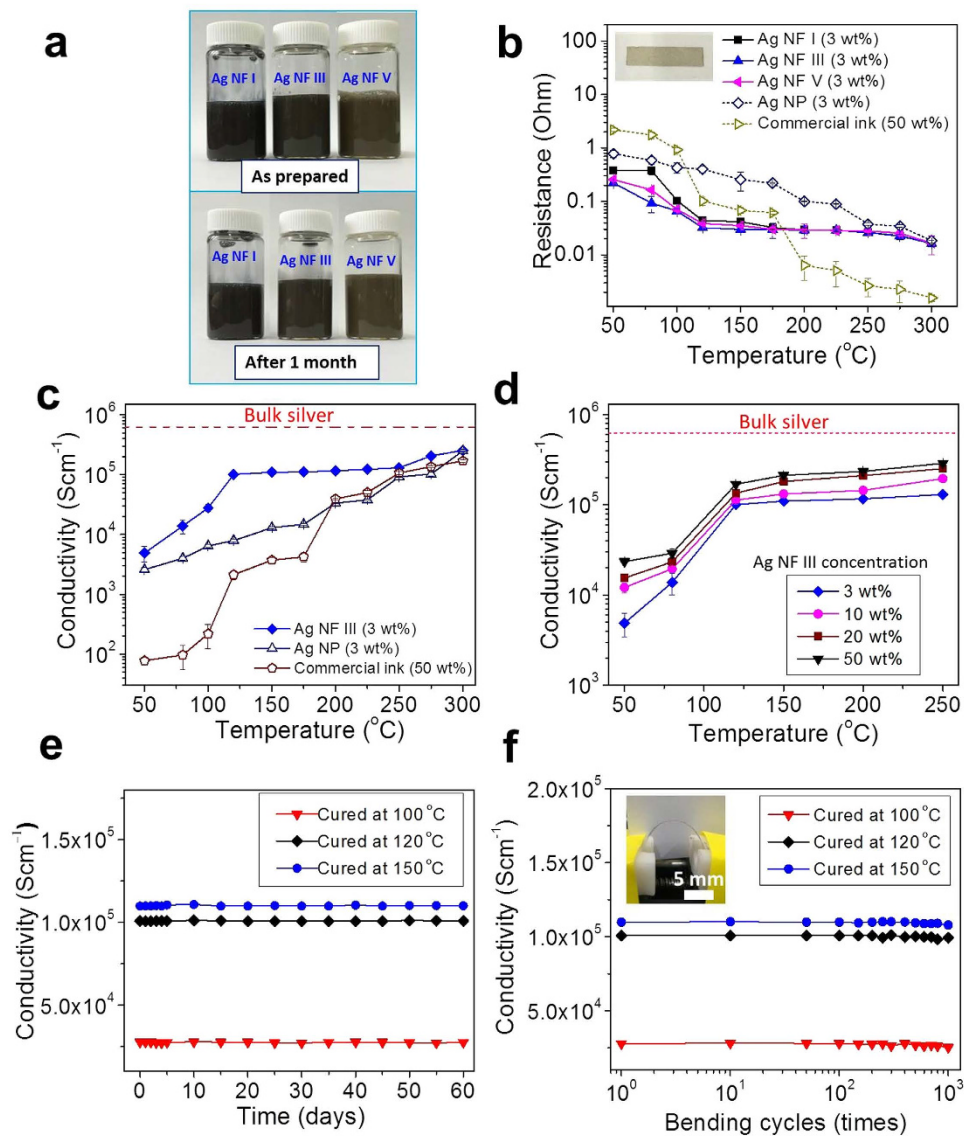 a
Ag NF I
Ag NF III
Ag NF V
As prepared
Ag NF I
Ag NF III
Ag NF V
After 1 month
b
Resistance (Ohm)
100
10
1
0.1
0.01
Ag NF I (3 wt%)
Ag NF III (3 wt%)
Ag NF V (3 wt%)
Ag NP (3 wt%)
Commercial ink (50 wt%)
50 100 150 200 250 300
Temperature (°C)
c
Conductivity (Scm⁻¹)
10⁶
10⁵
10⁴
10³
10²
Bulk silver
Ag NF III (3 wt%)
Ag NP (3 wt%)
Commercial ink (50 wt%)
50 100 150 200 250 300
Temperature (°C)
d
Conductivity (Scm⁻¹)
10⁶
10⁵
10⁴
10³
Bulk silver
Ag NF III concentration
3 wt%
10 wt%
20 wt%
50 wt%
50 100 150 200 250
Temperature (°C)
e
Conductivity (Scm⁻¹)
1.5x10⁵
1.0x10⁵
5.0x10⁴
Cured at 100 °C
Cured at 120 °C
Cured at 150 °C
0 10 20 30 40 50 60
Time (days)
f
Conductivity (Scm⁻¹)
2.0x10⁵
1.5x10⁵
1.0x10⁵
5.0x10⁴
5 mm
Cured at 100 °C
Cured at 120 °C
Cured at 150 °C
10⁰ 10¹ 10² 10³
Bending cycles (times)